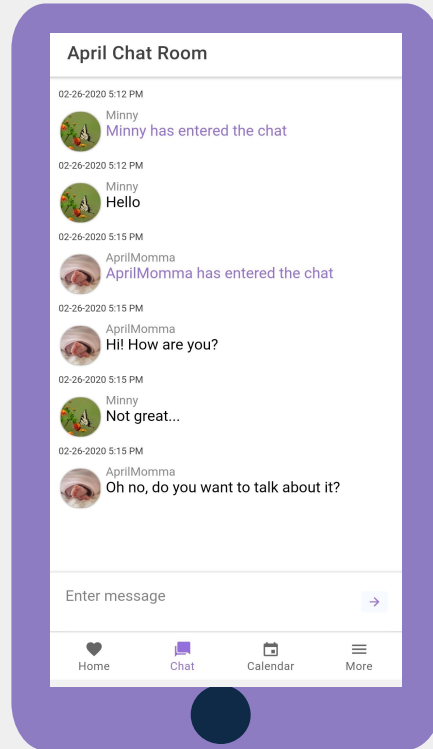 April Chat Room
02-26-2020 5:12 PM
Minny
Minny has entered the chat
02-26-2020 5:12 PM
Minny
Hello
02-26-2020 5:15 PM
AprilMomma
AprilMomma has entered the chat
02-26-2020 5:15 PM
AprilMomma
Hi! How are you?
02-26-2020 5:15 PM
Minny
Not great...
02-26-2020 5:15 PM
AprilMomma
Oh no, do you want to talk about it?
Enter message
Home Chat Calendar More